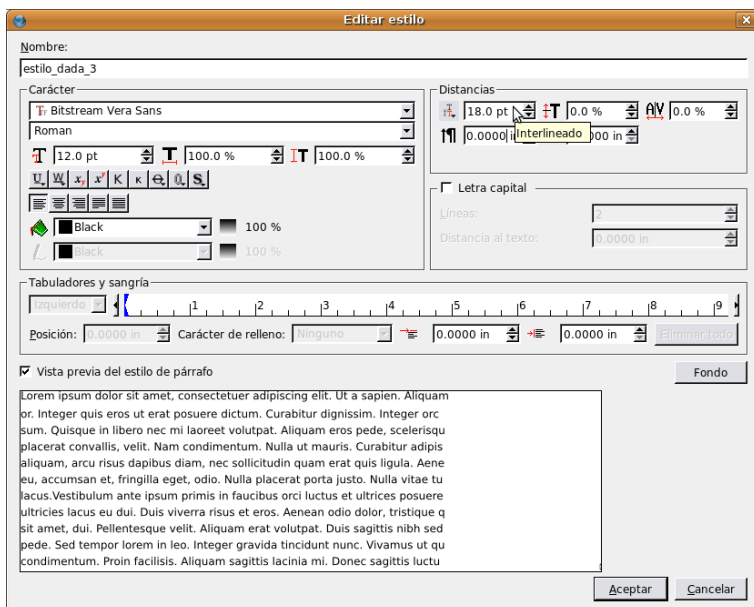 Editar estilo
Nombre:
estilo_dada_3
Carácter
Bitstream Vera Sans
Roman
12.0 pt 100.0 % 100.0 %
Black 100 %
Black 100 %
Distancias
18.0 pt 0.0 % 0.0 %
0.0000 in 000 in
Interlineado
Letra capital
Líneas: 2
Distancia al texto: 0,0000 in
Tabuladores y sangría
Izquierdo 1 2 3 4 5 6 7 8 9
Posición: 0.0000 in Carácter de relleno: Ninguno 0.0000 in 0.0000 in Eliminar todo
Vista previa del estilo de párrafo
Fondo
Lorem ipsum dolor sit amet, consectetuer adipiscing elit. Ut a sapien. Aliquam
or. Integer quis eros ut erat posuere dictum. Curabitur dignissim. Integer orc
sum. Quisque in libero nec mi laoreet volutpat. Aliquam eros pede, scelerisqu
placerat convallis, velit. Nam condimentum. Nulla ut mauris. Curabitur adipis
aliquam, arcu risus dapibus diam, nec sollicitudin quam erat quis ligula. Aene
eu, accumsan et, fringilla eget, odio. Nulla placerat porta justo. Nulla vitae tu
lacus.Vestibulum ante ipsum primis in faucibus orci luctus et ultrices posuere
ultricies lacus eu dui. Duis viverra risus et eros. Aenean odio dolor, tristique q
sit amet, dui. Pellentesque velit. Aliquam erat volutpat. Duis sagittis nibh sed
pede. Sed tempor lorem in leo. Integer gravida tincidunt nunc. Vivamus ut qu
condimentum. Proin facilisis. Aliquam sagittis lacinia mi. Donec sagittis luctu
Aceptar Cancelar